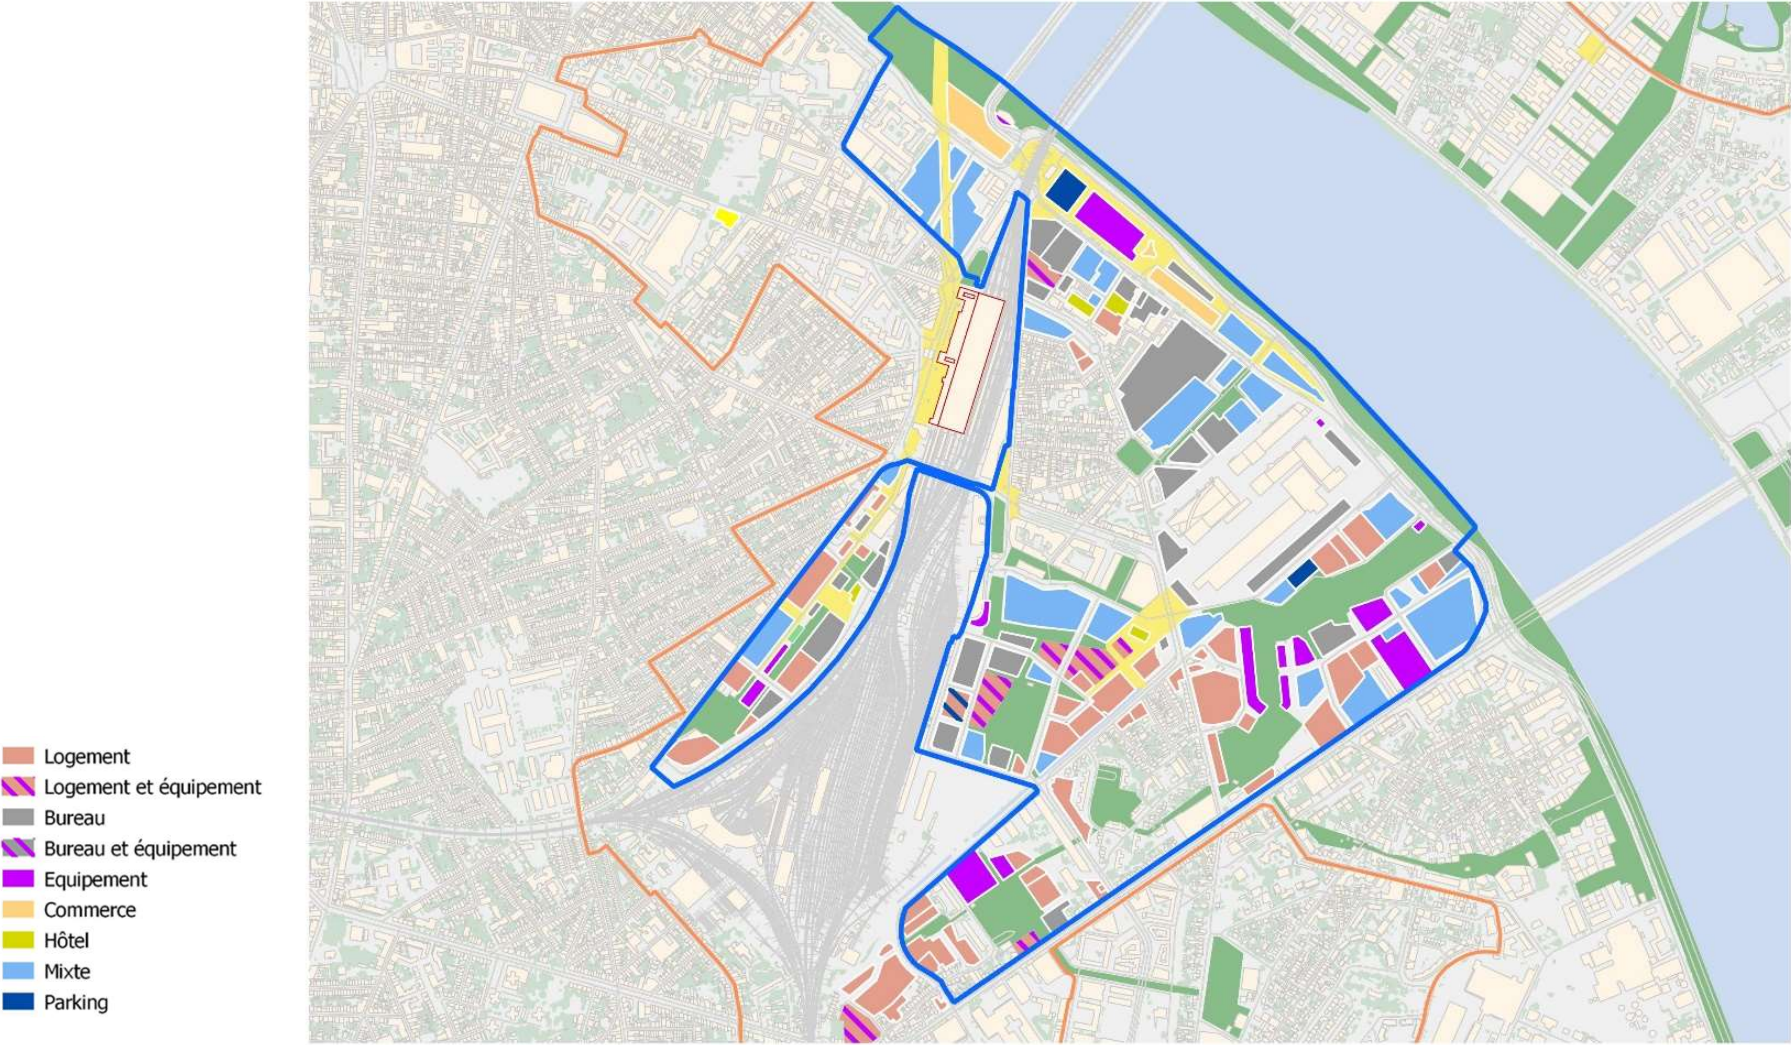 Logement
Logement et équipement
Bureau
Bureau et équipement
Equipement
Commerce
Hôtel
Mixte
Parking